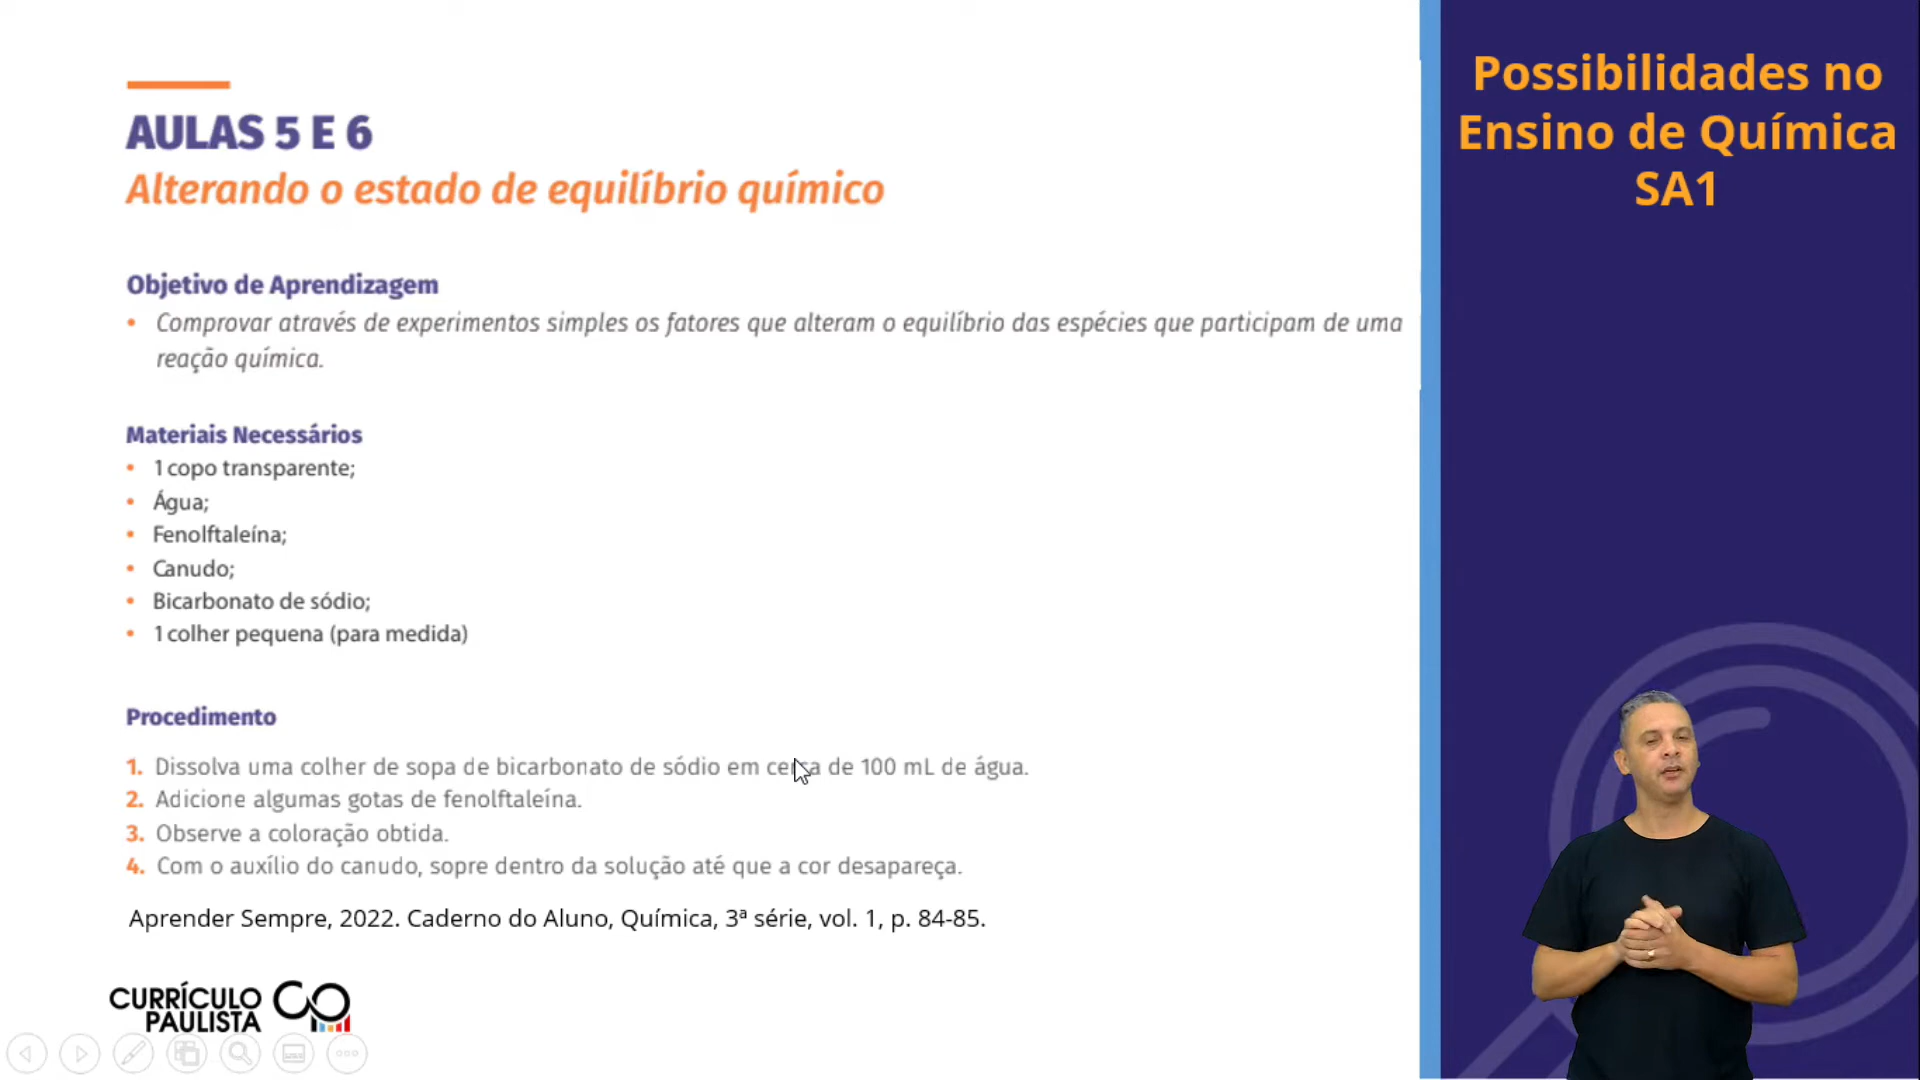 AULAS 5 E 6
Alterando o estado de equilíbrio químico
Objetivo de Aprendizagem
• Comprovar através de experimentos simples os fatores que alteram o equilíbrio das espécies que participam de uma
reação química.
Materiais Necessários
• 1 copo transparente;
• Água;
• Fenolftaleína;
• Canudo;
• Bicarbonato de sódio;
• 1 colher pequena (para medida)
Procedimento
1. Dissolva uma colher de sopa de bicarbonato de sódio em cerca de 100 mL de água.
2. Adicione algumas gotas de fenolftaleína.
3. Observe a coloração obtida.
4. Com o auxílio do canudo, sopre dentro da solução até que a cor desapareça.
Aprender Sempre, 2022. Caderno do Aluno, Química, 3ª série, vol. 1, p. 84-85.
CURRÍCULO
PAULISTA
Possibilidades no
Ensino de Química
SA1